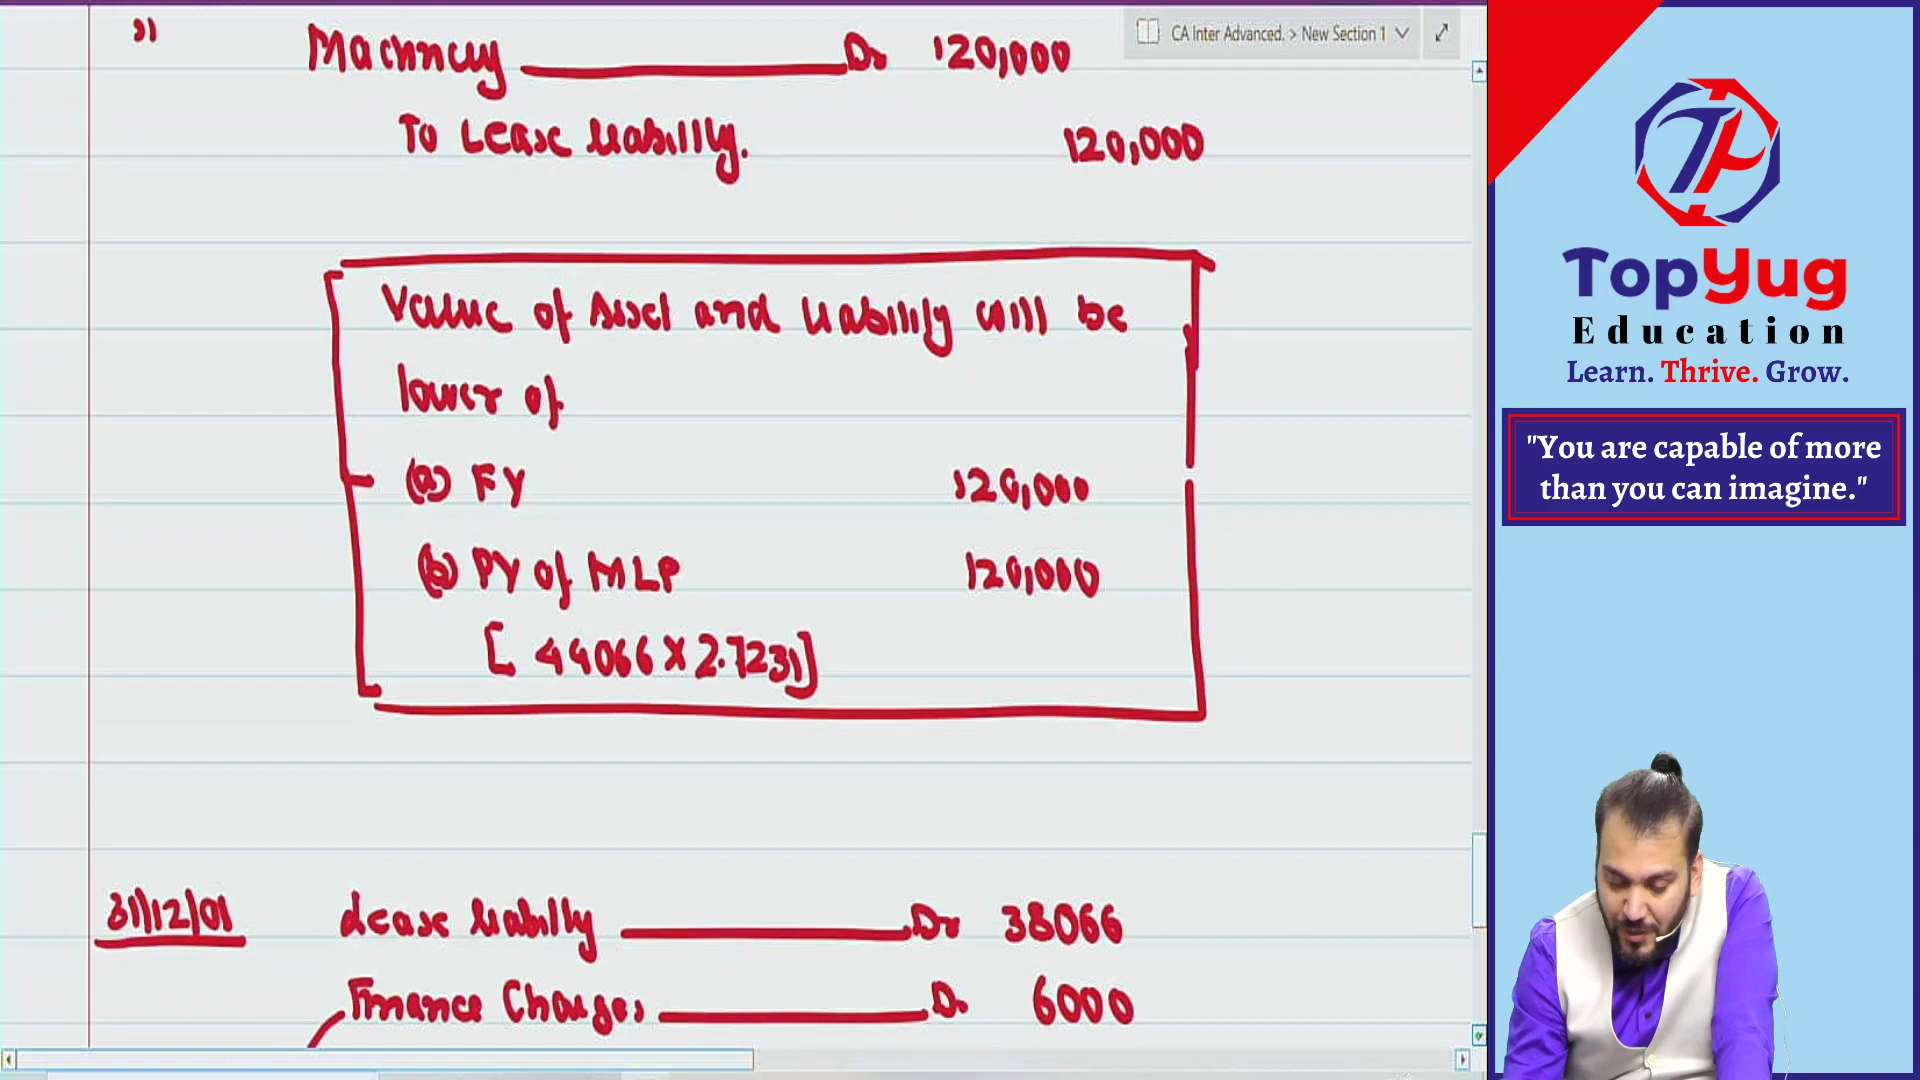 " Machinery Dr 120,000
To Lease liability. 120,000
Value of Asset and liability will be
lower of
(a) FV 120,000
(b) PV of MLP 120,000
[44066 X 2.7231]
31/12/01 Lease liability Dr 38066
Finance Charges Dr 6000
CA Inter Advanced. > New Section 1
TopYug
Education
Learn. Thrive. Grow.
"You are capable of more
than you can imagine."